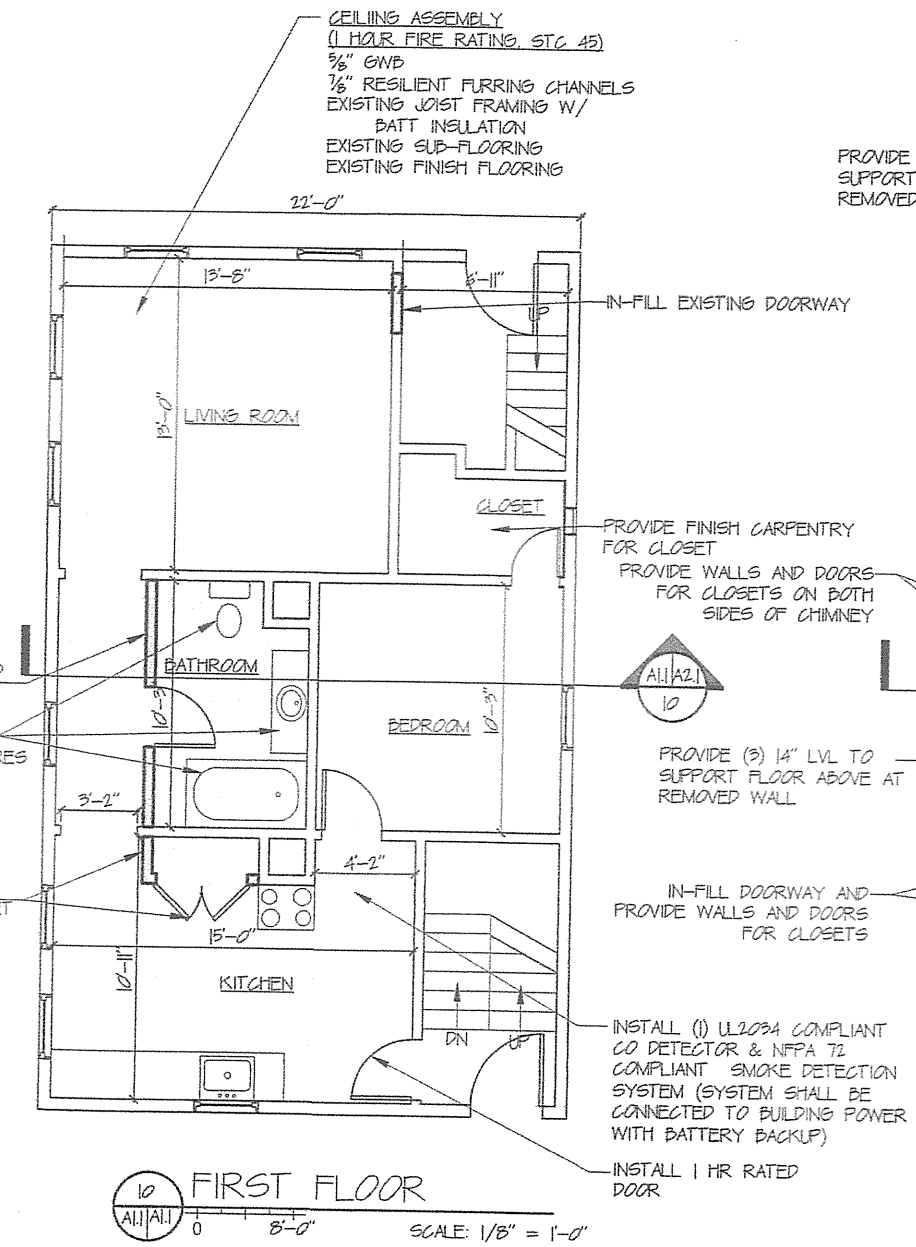 CEILIING ASSEMBLY
(1 HOUR FIRE RATING, STC 45)
5/8" GWB
7/8" RESILIENT FURRING CHANNELS
EXISTING JOIST FRAMING W/
BATT INSULATION
EXISTING SUB-FLOORING
EXISTING FINISH FLOORING
PROVIDE
SUPPORT
REMOVED
22'-0"
13'-8"
UP
IN-FILL EXISTING DOORWAY
13'-0"
LIVING ROOM
CLOSET
PROVIDE FINISH CARPENTRY
FOR CLOSET
PROVIDE WALLS AND DOORS
FOR CLOSETS ON BOTH
SIDES OF CHIMNEY
BATHROOM
10'-3"
BEDROOM
10'-3"
A1.1 A2.1
10
RES
PROVIDE (3) 14" LVL TO
SUPPORT FLOOR ABOVE AT
REMOVED WALL
3'-2"
4'-2"
ET
IN-FILL DOORWAY AND
PROVIDE WALLS AND DOORS
FOR CLOSETS
15'-0"
10'-11"
KITCHEN
DN
UP
INSTALL (1) UL2034 COMPLIANT
CO DETECTOR & NFPA 72
COMPLIANT SMOKE DETECTION
SYSTEM (SYSTEM SHALL BE
CONNECTED TO BUILDING POWER
WITH BATTERY BACKUP)
INSTALL 1 HR RATED
DOOR
10
A1.1 A1.1
FIRST FLOOR
0 8'-0"
SCALE: 1/8" = 1'-0"